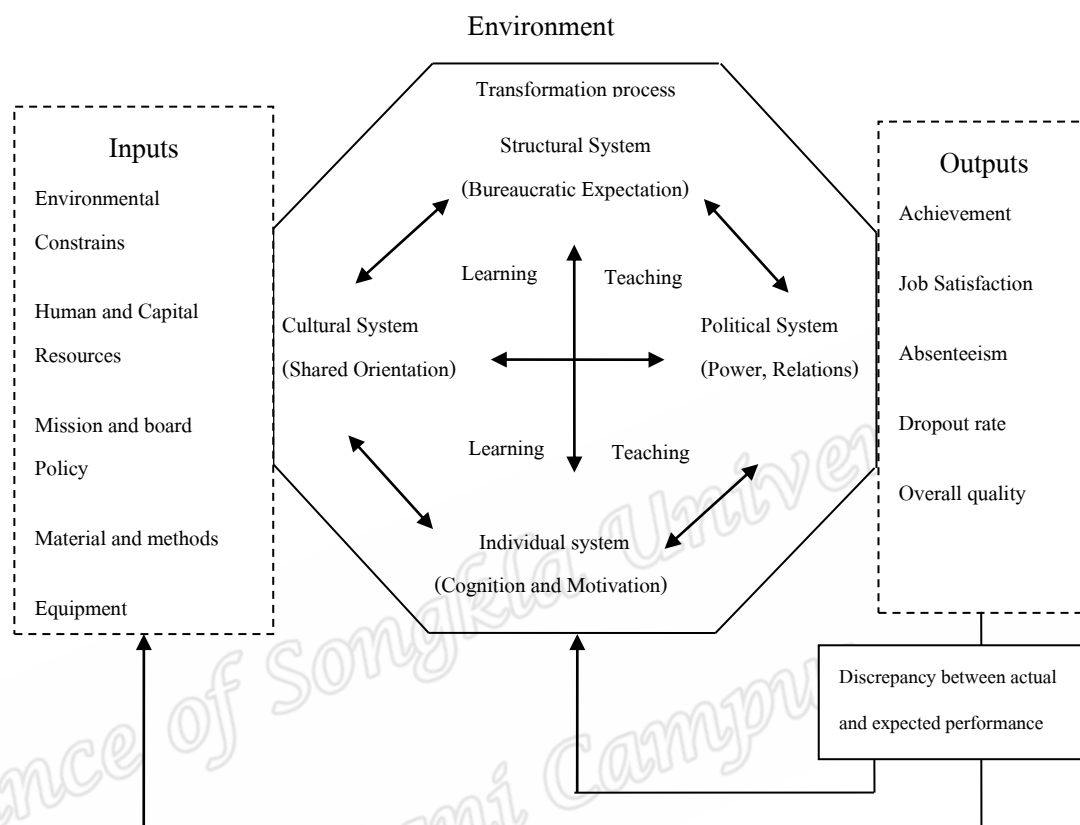 Environment
Transformation process
Inputs
Environmental
Constrains
Human and Capital
Resources
Mission and board
Policy
Material and methods
Equipment
Structural System
(Bureaucratic Expectation)
Learning
Teaching
Cultural System
(Shared Orientation)
Political System
(Power, Relations)
Learning
Teaching
Individual system
(Cognition and Motivation)
Outputs
Achievement
Job Satisfaction
Absenteeism
Dropout rate
Overall quality
Discrepancy between actual
and expected performance
of Songkla